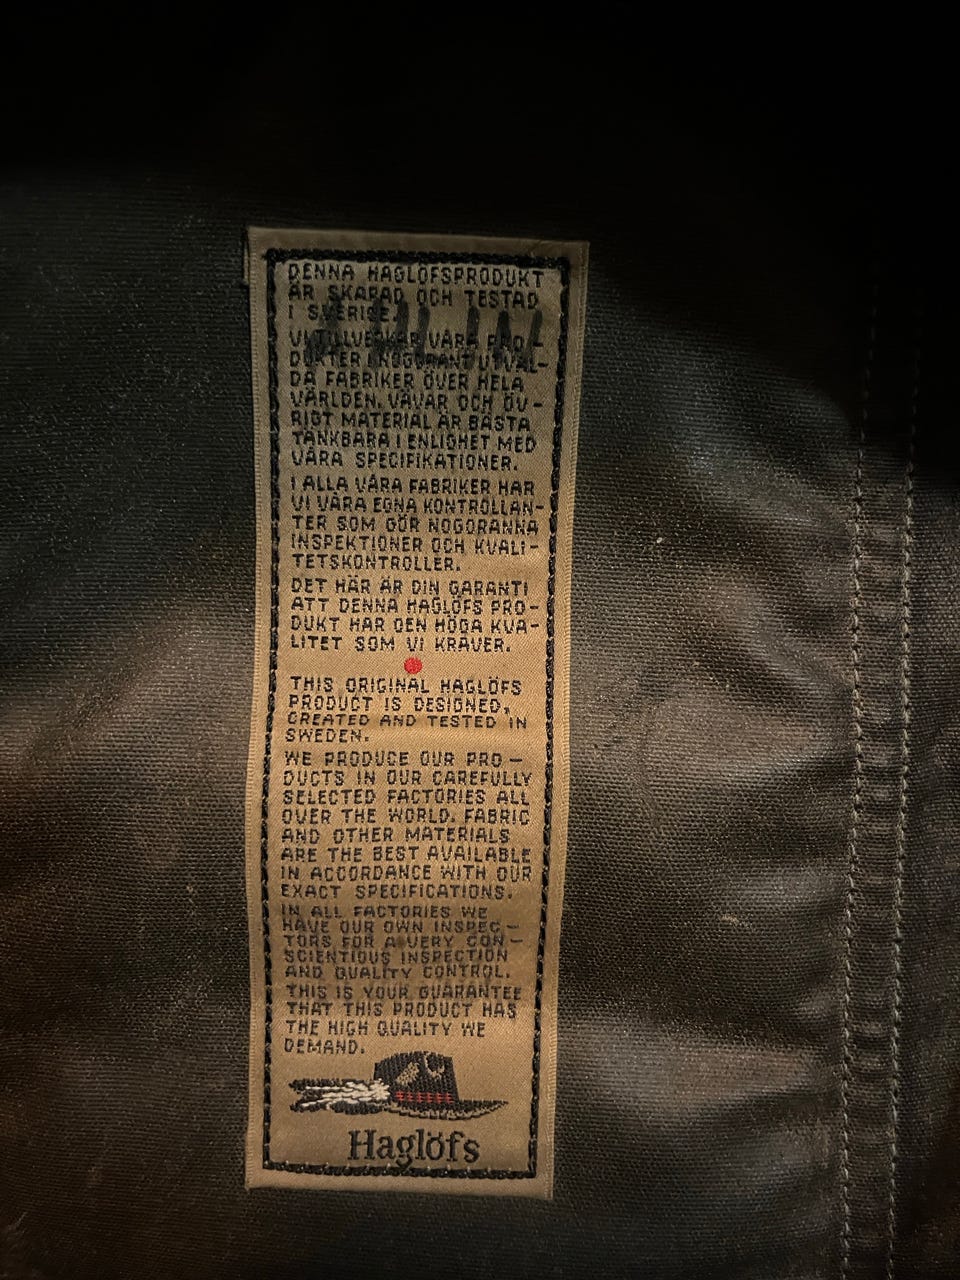 DENNA HAGLÖFSPRODUKT
ÄR SKAPAD OCH TESTAD
I SVERIGE.
VI TILLVERKAR VÅRA PRO-
DUKTER I NOGGRANT UTVAL-
DA FABRIKER ÖVER HELA
VÄRLDEN. VÄVAR OCH ÖV-
RIGT MATERIAL ÄR BÄSTA
TÄNKBARA I ENLIGHET MED
VÅRA SPECIFIKATIONER.
I ALLA VÅRA FABRIKER HAR
VI VÅRA EGNA KONTROLLAN-
TER SOM GÖR NOGGRANNA
INSPEKTIONER OCH KVALI-
TETSKONTROLLER.
DET HÄR ÄR DIN GARANTI
ATT DENNA HAGLÖFS PRO-
DUKT HAR DEN HÖGA KVA-
LITET SOM VI KRÄVER.
THIS ORIGINAL HAGLÖFS
PRODUCT IS DESIGNED,
CREATED AND TESTED IN
SWEDEN.
WE PRODUCE OUR PRO-
DUCTS IN OUR CAREFULLY
SELECTED FACTORIES ALL
OVER THE WORLD. FABRIC
AND OTHER MATERIALS
ARE THE BEST AVAILABLE
IN ACCORDANCE WITH OUR
EXACT SPECIFICATIONS.
IN ALL FACTORIES WE
HAVE OUR OWN INSPEC-
TORS FOR A VERY CON-
SCIENTIOUS INSPECTION
AND QUALITY CONTROL.
THIS IS YOUR GUARANTEE
THAT THIS PRODUCT HAS
THE HIGH QUALITY WE
DEMAND.
Haglöfs